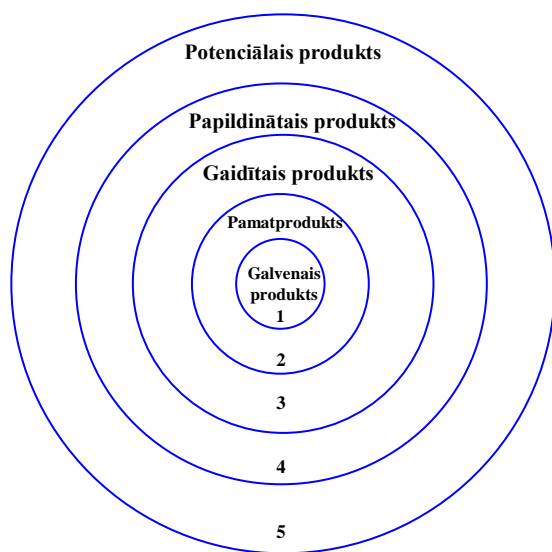 Potenciālais produkts
Papildinātais produkts
Gaidītais produkts
Pamatprodukts
Galvenais
produkts
1
2
3
4
5